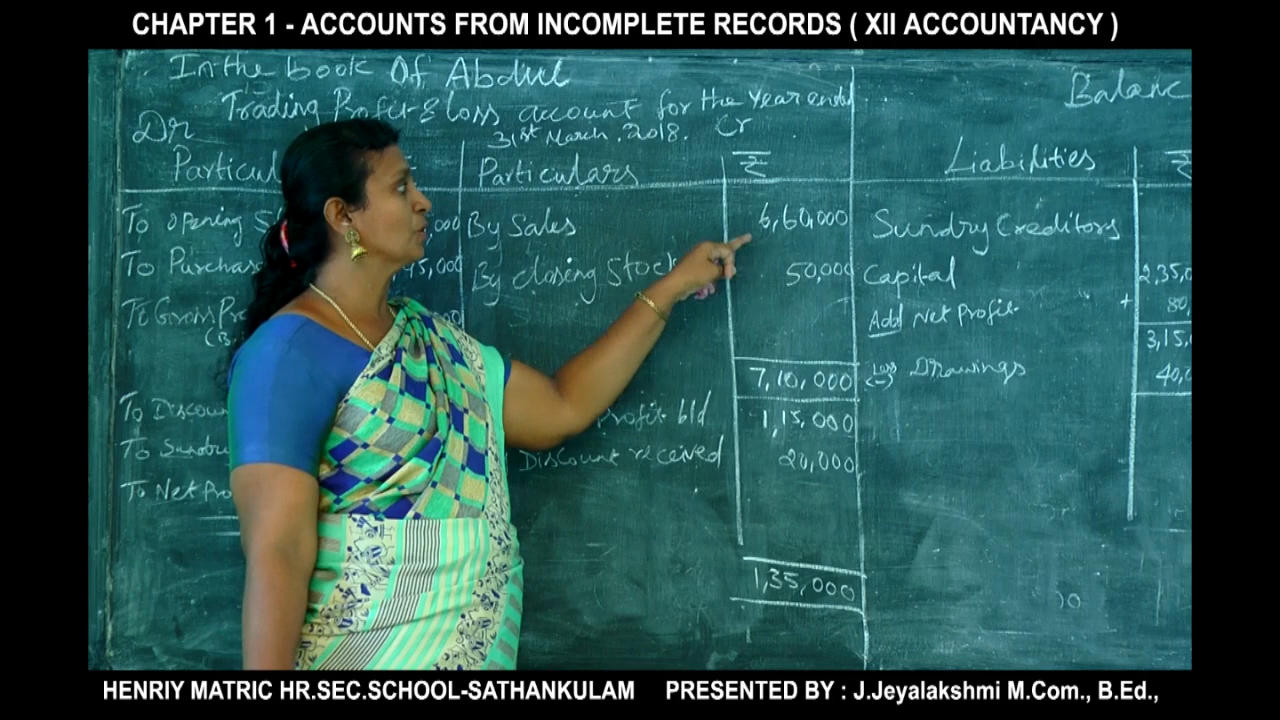 CHAPTER 1 - ACCOUNTS FROM INCOMPLETE RECORDS ( XII ACCOUNTANCY )
In the book Of Abdul
Trading Profit & loss account for the Year ended
31st March, 2018.
Dr
Cr
Particul
Particulars
₹
To opening S
,000
By Sales
6,60,000
To Purchas
45,000
By closing Stock
50,000
To Gross Pro
7,10,000
To Discou
Profit b/d
1,15,000
To Sundr
Discount received
20,000
To Net Pro
1,35,000
Balanc
Liabilities
₹
Sundry Creditors
Capital
2,35,0
Add Net Profit
+ 80,
3,15,
Less (-) Drawings
40,0
HENRIY MATRIC HR.SEC.SCHOOL-SATHANKULAM
PRESENTED BY : J.Jeyalakshmi M.Com., B.Ed.,